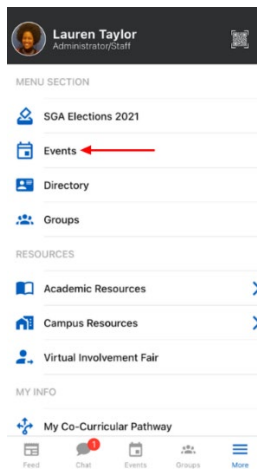 Lauren Taylor
Administrator/Staff
MENU SECTION
SGA Elections 2021
Events
Directory
Groups
RESOURCES
Academic Resources
Campus Resources
Virtual Involvement Fair
MY INFO
My Co-Curricular Pathway
Feed Chat Events Groups More